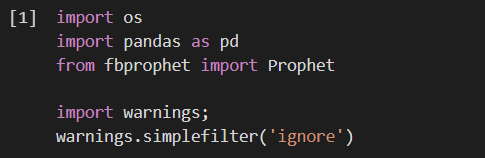 [1] import os
import pandas as pd
from fbprophet import Prophet
import warnings;
warnings.simplefilter('ignore')